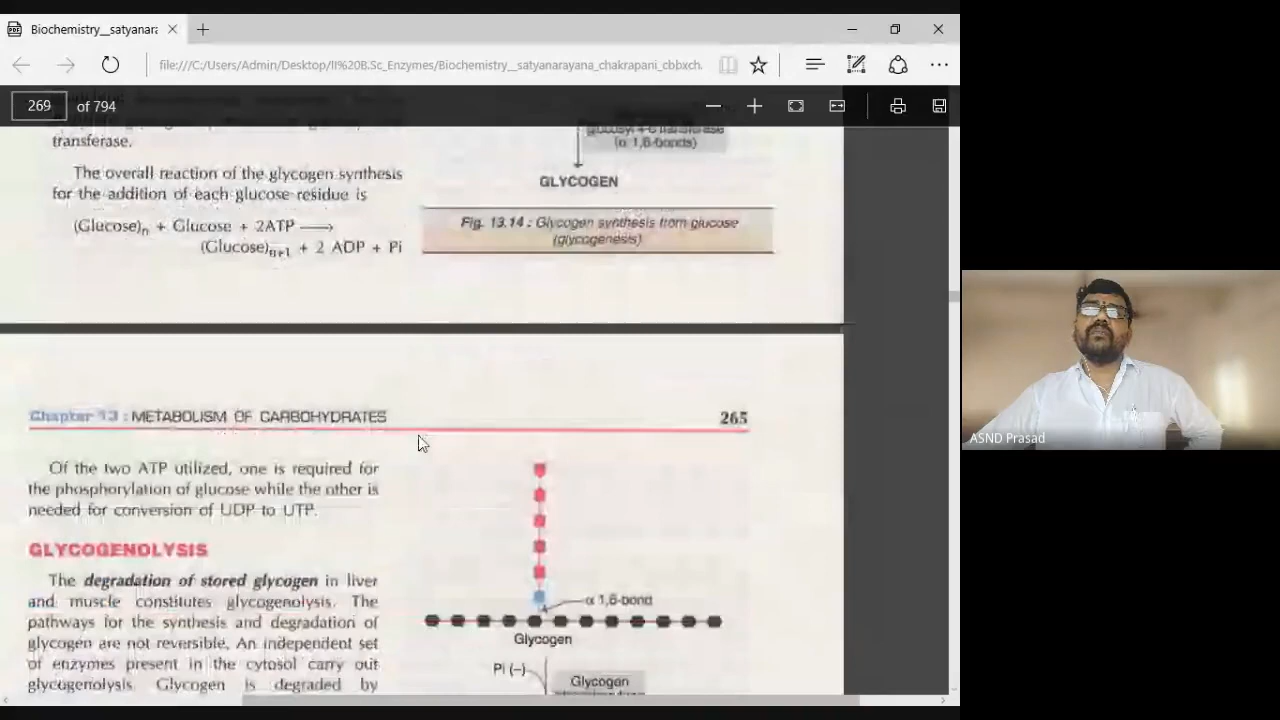 Biochemistry__satyanar
file:///C:/Users/Admin/Desktop/II%20B.Sc_Enzymes/Biochemistry__satyanarayana_chakrapani_cbbxch.
269 of 794
transferase.
The overall reaction of the glycogen synthesis
for the addition of each glucose residue is
(Glucose)n + Glucose + 2ATP ⟶
(Glucose)n+1 + 2 ADP + Pi
glucosyl 4-6 transferase
(α 1,6-bonds)
GLYCOGEN
Fig. 13.14 : Glycogen synthesis from glucose
(glycogenesis)
Chapter 13 : METABOLISM OF CARBOHYDRATES
265
Of the two ATP utilized, one is required for
the phosphorylation of glucose while the other is
needed for conversion of UDP to UTP.
GLYCOGENOLYSIS
The degradation of stored glycogen in liver
and muscle constitutes glycogenolysis. The
pathways for the synthesis and degradation of
glycogen are not reversible. An independent set
of enzymes present in the cytosol carry out
glycogenolysis. Glycogen is degraded by
α 1,6-bond
Glycogen
Pi (–)
Glycogen
ASND Prasad